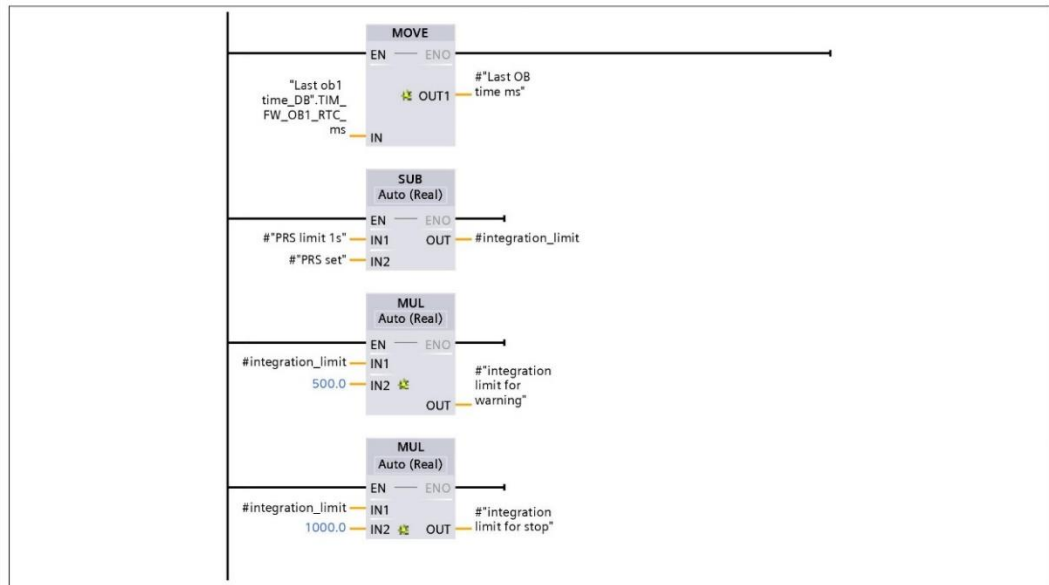 MOVE
EN ENO
"Last ob1
time_DB".TIM_
FW_OB1_RTC_
ms
IN
OUT1
#"Last OB
time ms"
SUB
Auto (Real)
EN ENO
#"PRS limit 1s" IN1 OUT #integration_limit
#"PRS set" IN2
MUL
Auto (Real)
EN ENO
#integration_limit IN1
500.0 IN2
OUT
#"integration
limit for
warning"
MUL
Auto (Real)
EN ENO
#integration_limit IN1
1000.0 IN2 OUT
#"integration
limit for stop"